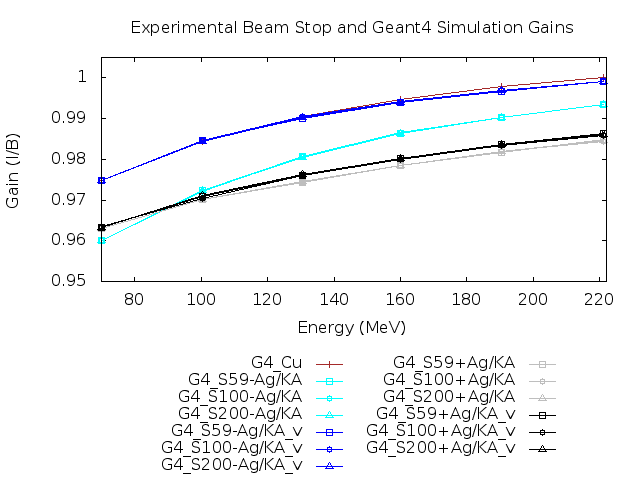 Experimental Beam Stop and Geant4 Simulation Gains
Gain (I/B)
1
0.99
0.98
0.97
0.96
0.95
80 100 120 140 160 180 200 220
Energy (MeV)
G4_Cu
G4_S59-Ag/KA
G4_S100-Ag/KA
G4_S200-Ag/KA
G4_S59-Ag/KA_v
G4_S100-Ag/KA_v
G4_S200-Ag/KA_v
G4_S59+Ag/KA
G4_S100+Ag/KA
G4_S200+Ag/KA
G4_S59+Ag/KA_v
G4_S100+Ag/KA_v
G4_S200+Ag/KA_v